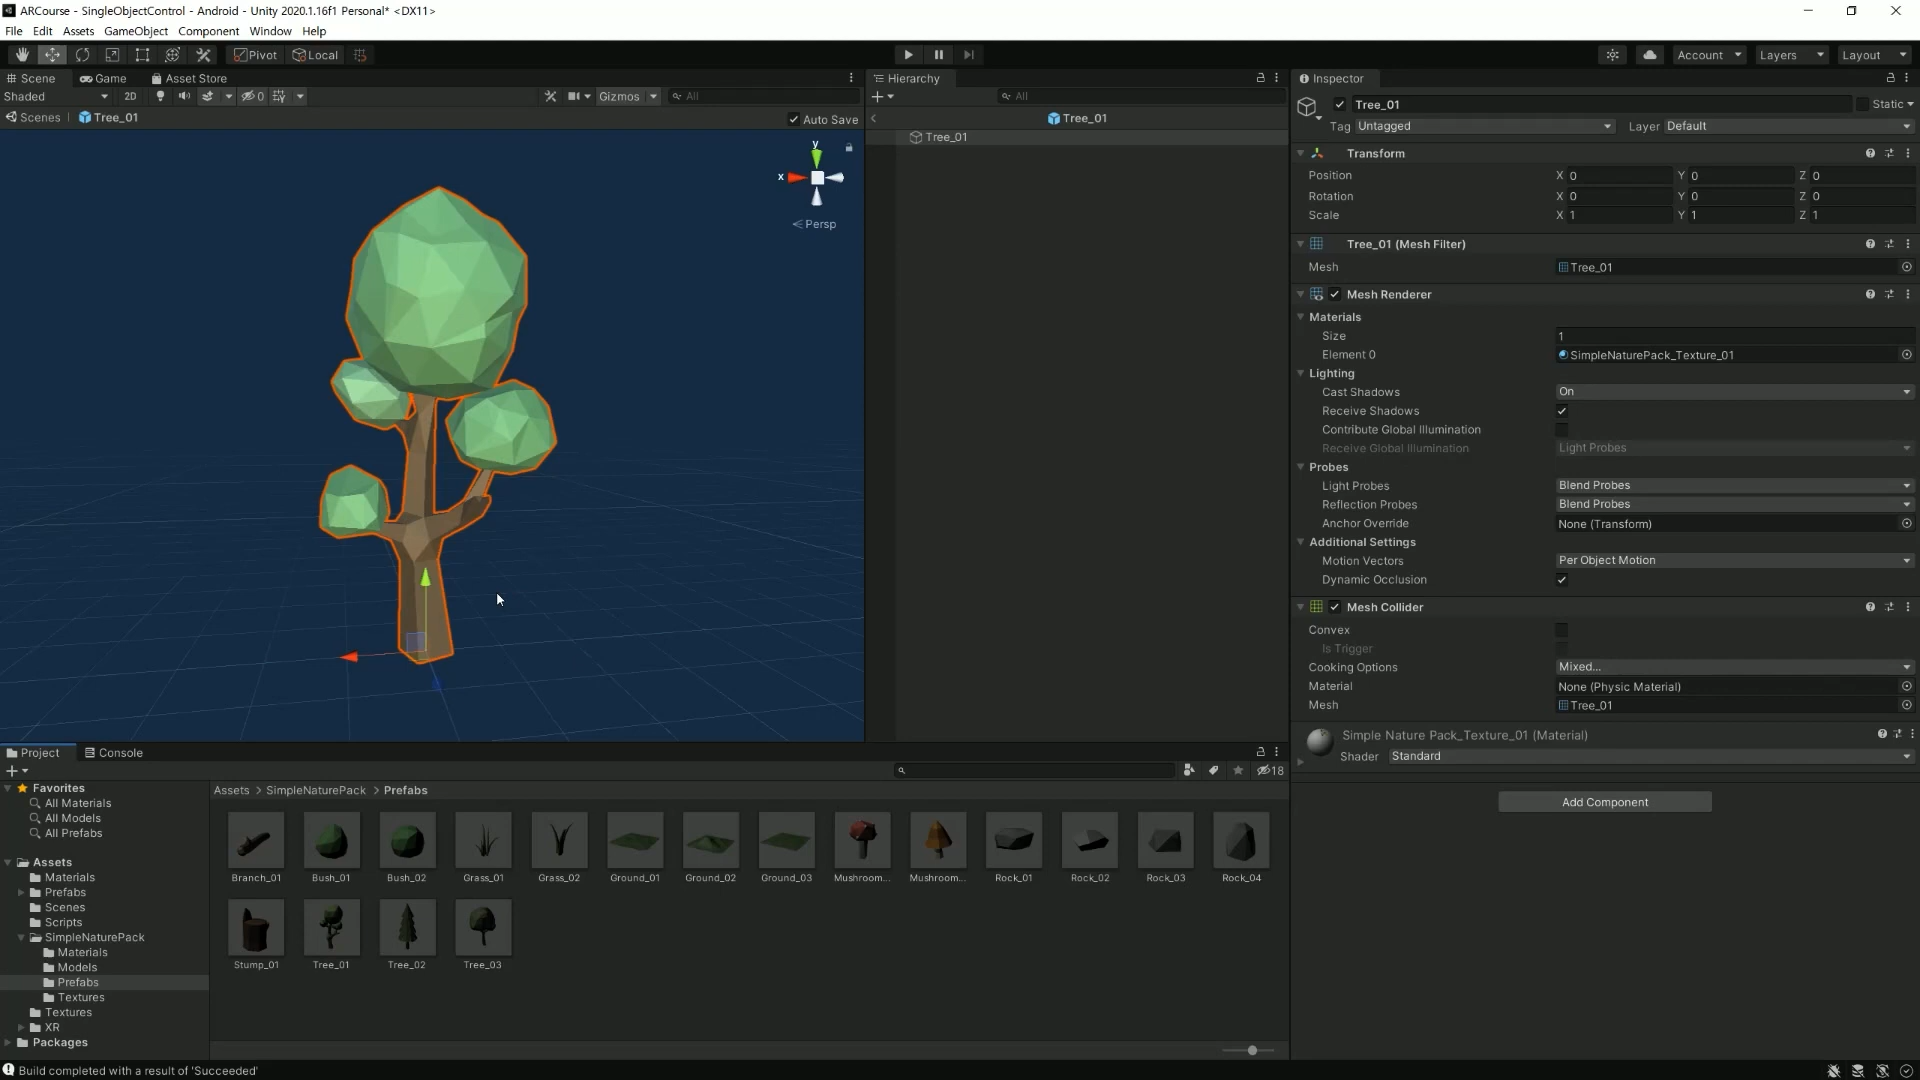 ARCourse - SingleObjectControl - Android - Unity 2020.1.16f1 Personal* <DX11>
File Edit Assets GameObject Component Window Help
Pivot Local Account Layers Layout
Scene Game Asset Store
Shaded 2D 0 Gizmos All
Scenes Tree_01 Auto Save
y
x
Persp
Hierarchy
All
Tree_01
Tree_01
Inspector
Tree_01 Static
Tag Untagged Layer Default
Transform
Position X 0 Y 0 Z 0
Rotation X 0 Y 0 Z 0
Scale X 1 Y 1 Z 1
Tree_01 (Mesh Filter)
Mesh Tree_01
Mesh Renderer
Materials
Size 1
Element 0 SimpleNaturePack_Texture_01
Lighting
Cast Shadows On
Receive Shadows
Contribute Global Illumination
Receive Global Illumination Light Probes
Probes
Light Probes Blend Probes
Reflection Probes Blend Probes
Anchor Override None (Transform)
Additional Settings
Motion Vectors Per Object Motion
Dynamic Occlusion
Mesh Collider
Convex
Is Trigger
Cooking Options Mixed...
Material None (Physic Material)
Mesh Tree_01
Simple Nature Pack_Texture_01 (Material)
Shader Standard
Add Component
Project Console
18
Favorites
All Materials
All Models
All Prefabs
Assets
Materials
Prefabs
Scenes
Scripts
SimpleNaturePack
Materials
Models
Prefabs
Textures
Textures
XR
Packages
Assets > SimpleNaturePack > Prefabs
Branch_01 Bush_01 Bush_02 Grass_01 Grass_02 Ground_01 Ground_02 Ground_03 Mushroom... Mushroom... Rock_01 Rock_02 Rock_03 Rock_04
Stump_01 Tree_01 Tree_02 Tree_03
Build completed with a result of 'Succeeded'